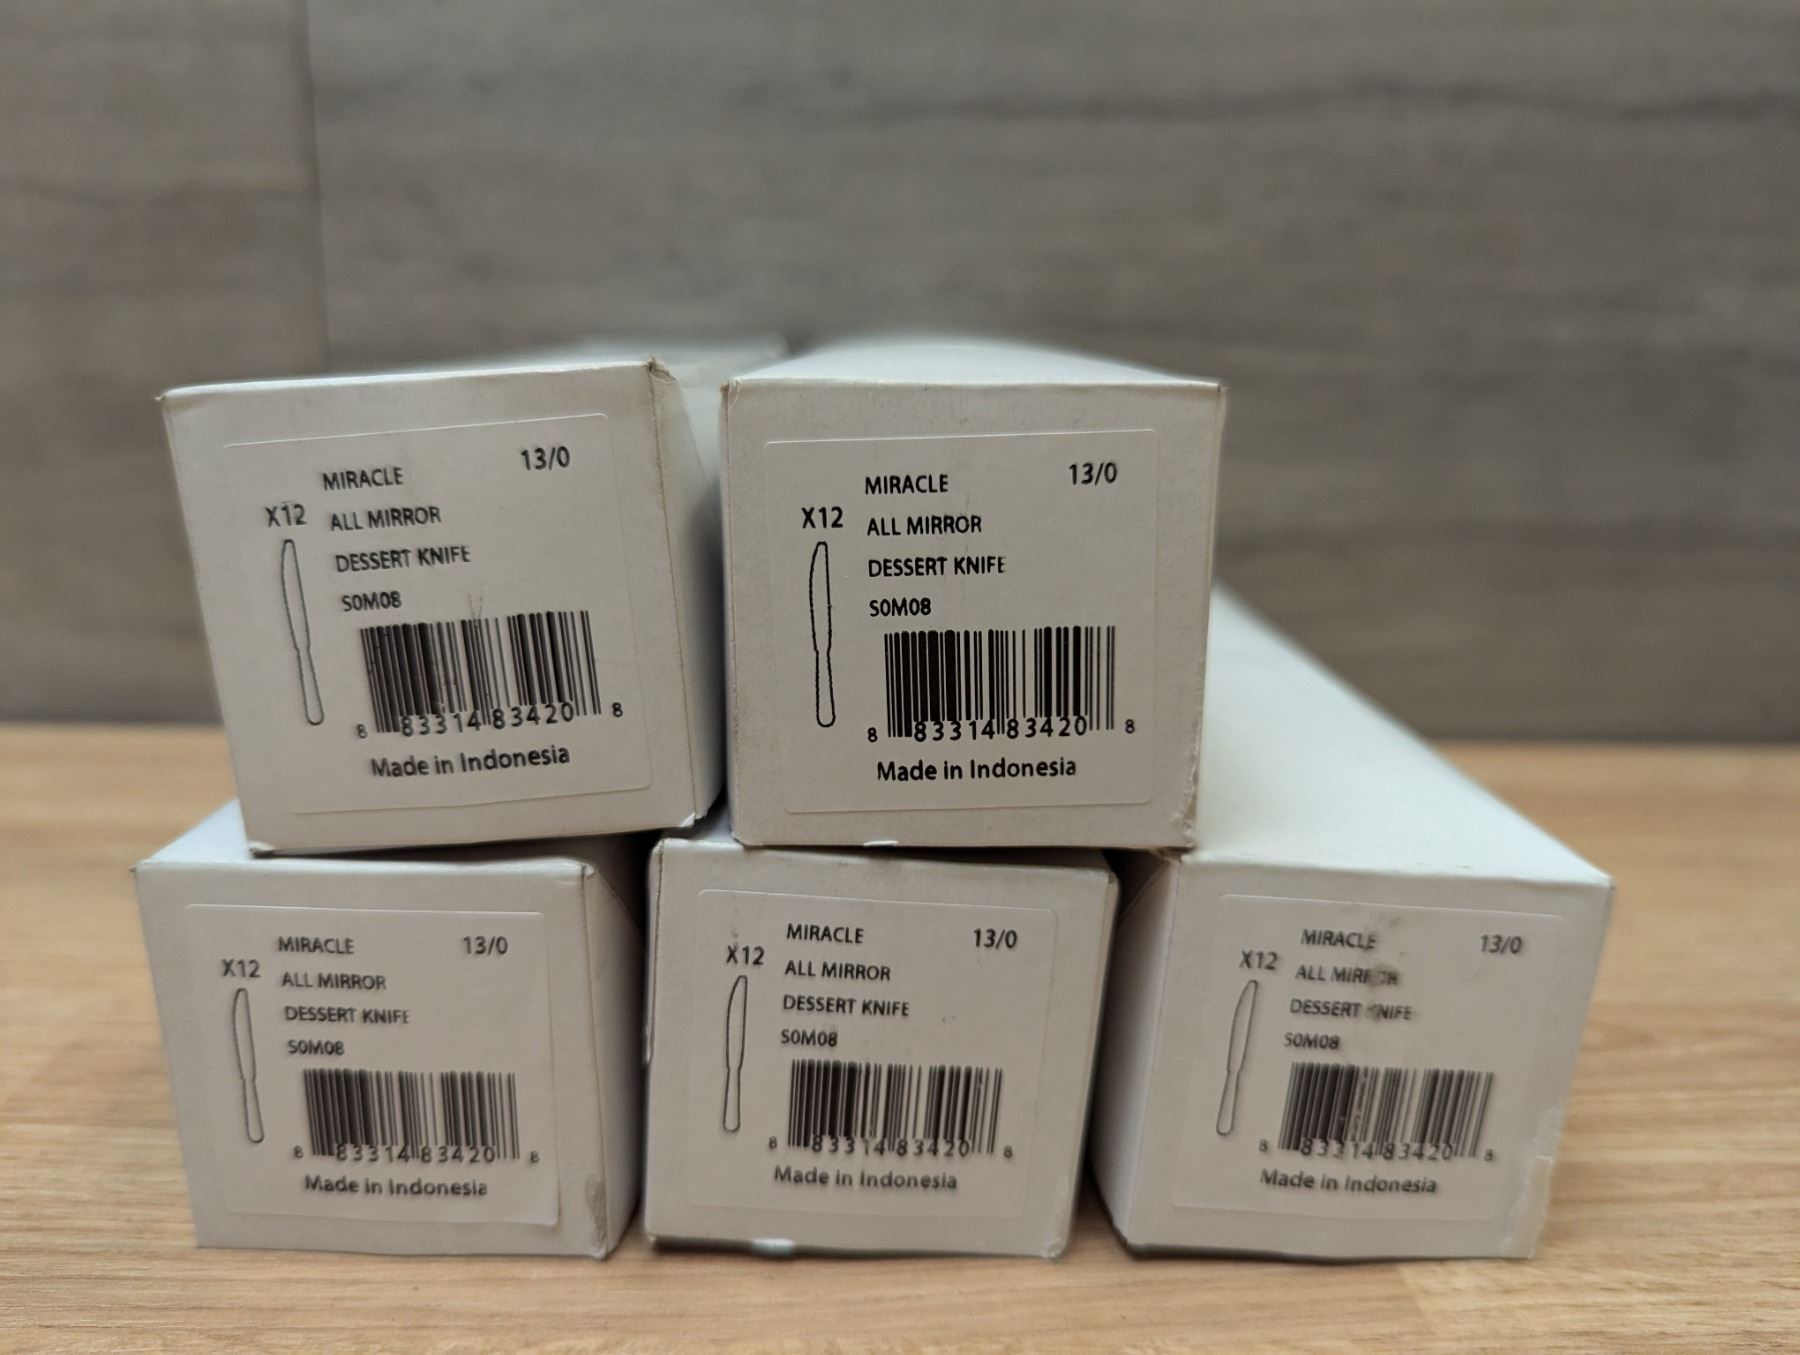 MIRACLE 13/0
X12 ALL MIRROR
DESSERT KNIFE
S0M08
8 83314 83420 8
Made in Indonesia
MIRACLE 13/0
X12 ALL MIRROR
DESSERT KNIFE
S0M08
8 83314 83420 8
Made in Indonesia
MIRACLE 13/0
X12 ALL MIRROR
DESSERT KNIFE
S0M08
8 83314 83420 8
Made in Indonesia
MIRACLE 13/0
X12 ALL MIRROR
DESSERT KNIFE
S0M08
8 83314 83420 8
Made in Indonesia
MIRACLE 13/0
X12 ALL MIRROR
DESSERT KNIFE
S0M08
8 83314 83420 8
Made in Indonesia